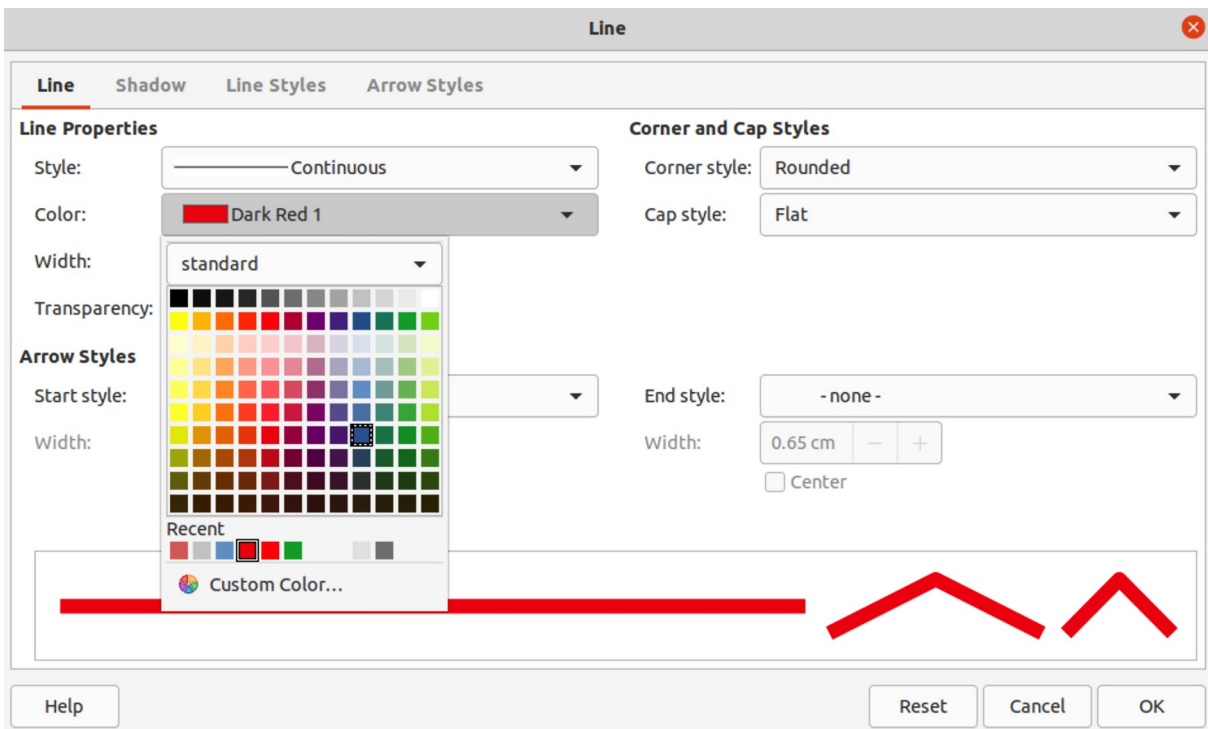 Line
Line Shadow Line Styles Arrow Styles
Line Properties
Style: Continuous
Color: Dark Red 1
Width:
standard
Transparency:
Arrow Styles
Start style:
Width:
Recent
Custom Color...
Corner and Cap Styles
Corner style: Rounded
Cap style: Flat
End style: - none -
Width: 0.65 cm − +
Center
Help Reset Cancel OK